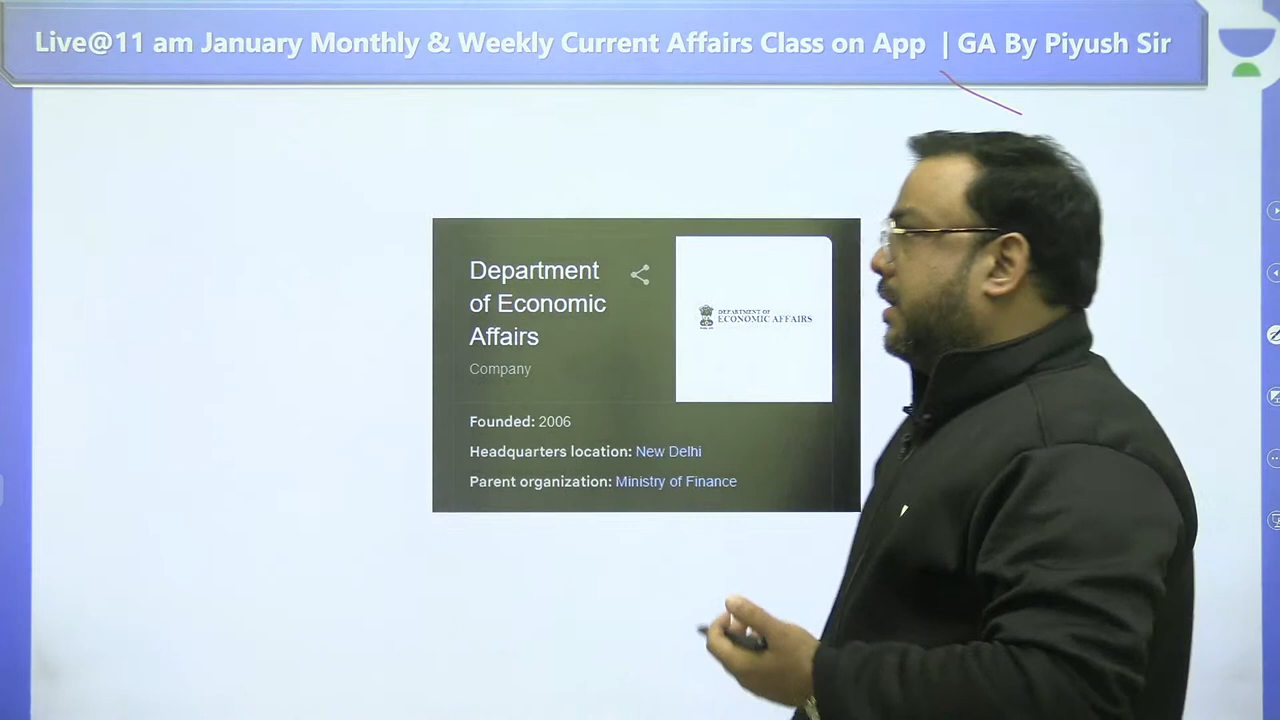 Live@11 am January Monthly & Weekly Current Affairs Class on App | GA By Piyush Sir
Department
of Economic
Affairs
Company
DEPARTMENT OF
ECONOMIC AFFAIRS
Founded: 2006
Headquarters location: New Delhi
Parent organization: Ministry of Finance